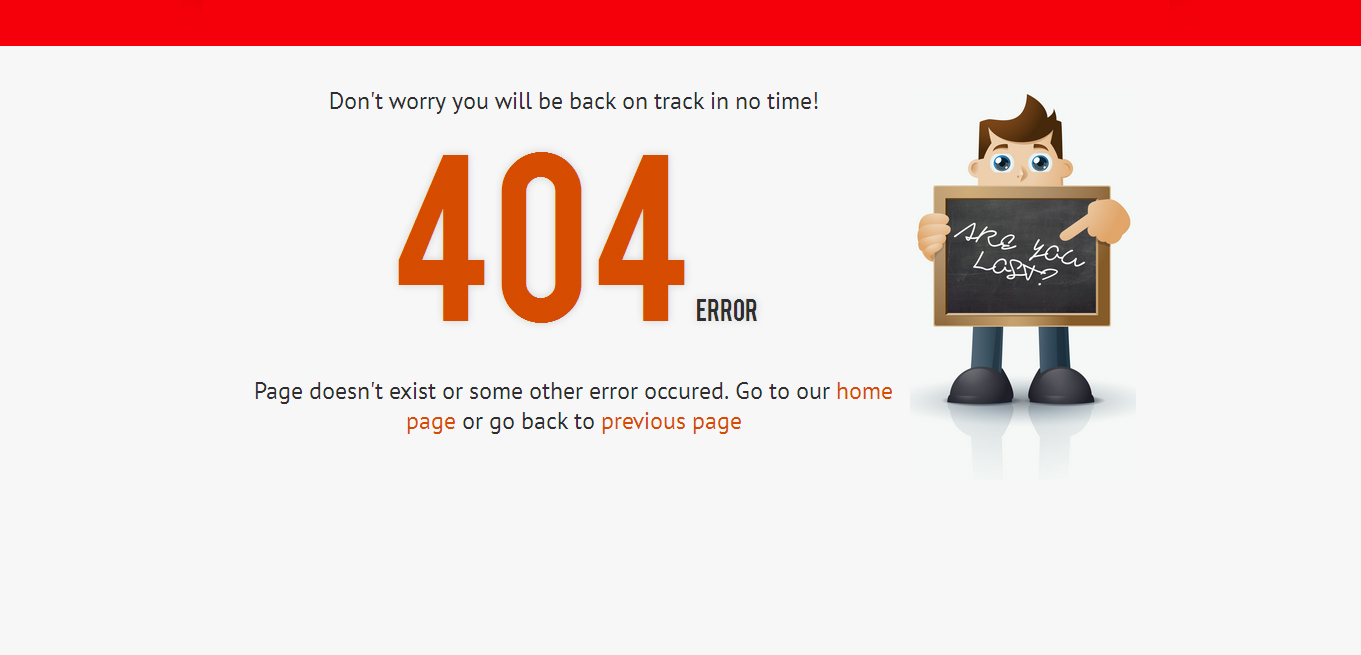 Don't worry you will be back on track in no time!
404 ERROR
ARE YOU
LOST?
Page doesn't exist or some other error occured. Go to our home
page or go back to previous page